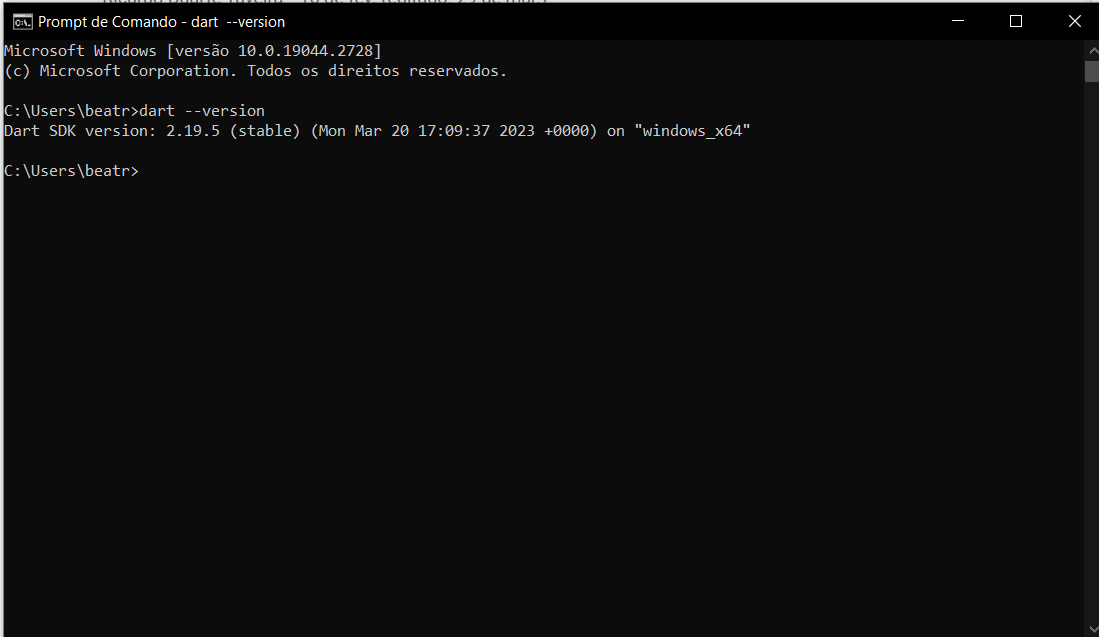 Prompt de Comando - dart  --version
Microsoft Windows [versão 10.0.19044.2728]
(c) Microsoft Corporation. Todos os direitos reservados.
C:\Users\beatr>dart --version
Dart SDK version: 2.19.5 (stable) (Mon Mar 20 17:09:37 2023 +0000) on "windows_x64"
C:\Users\beatr>